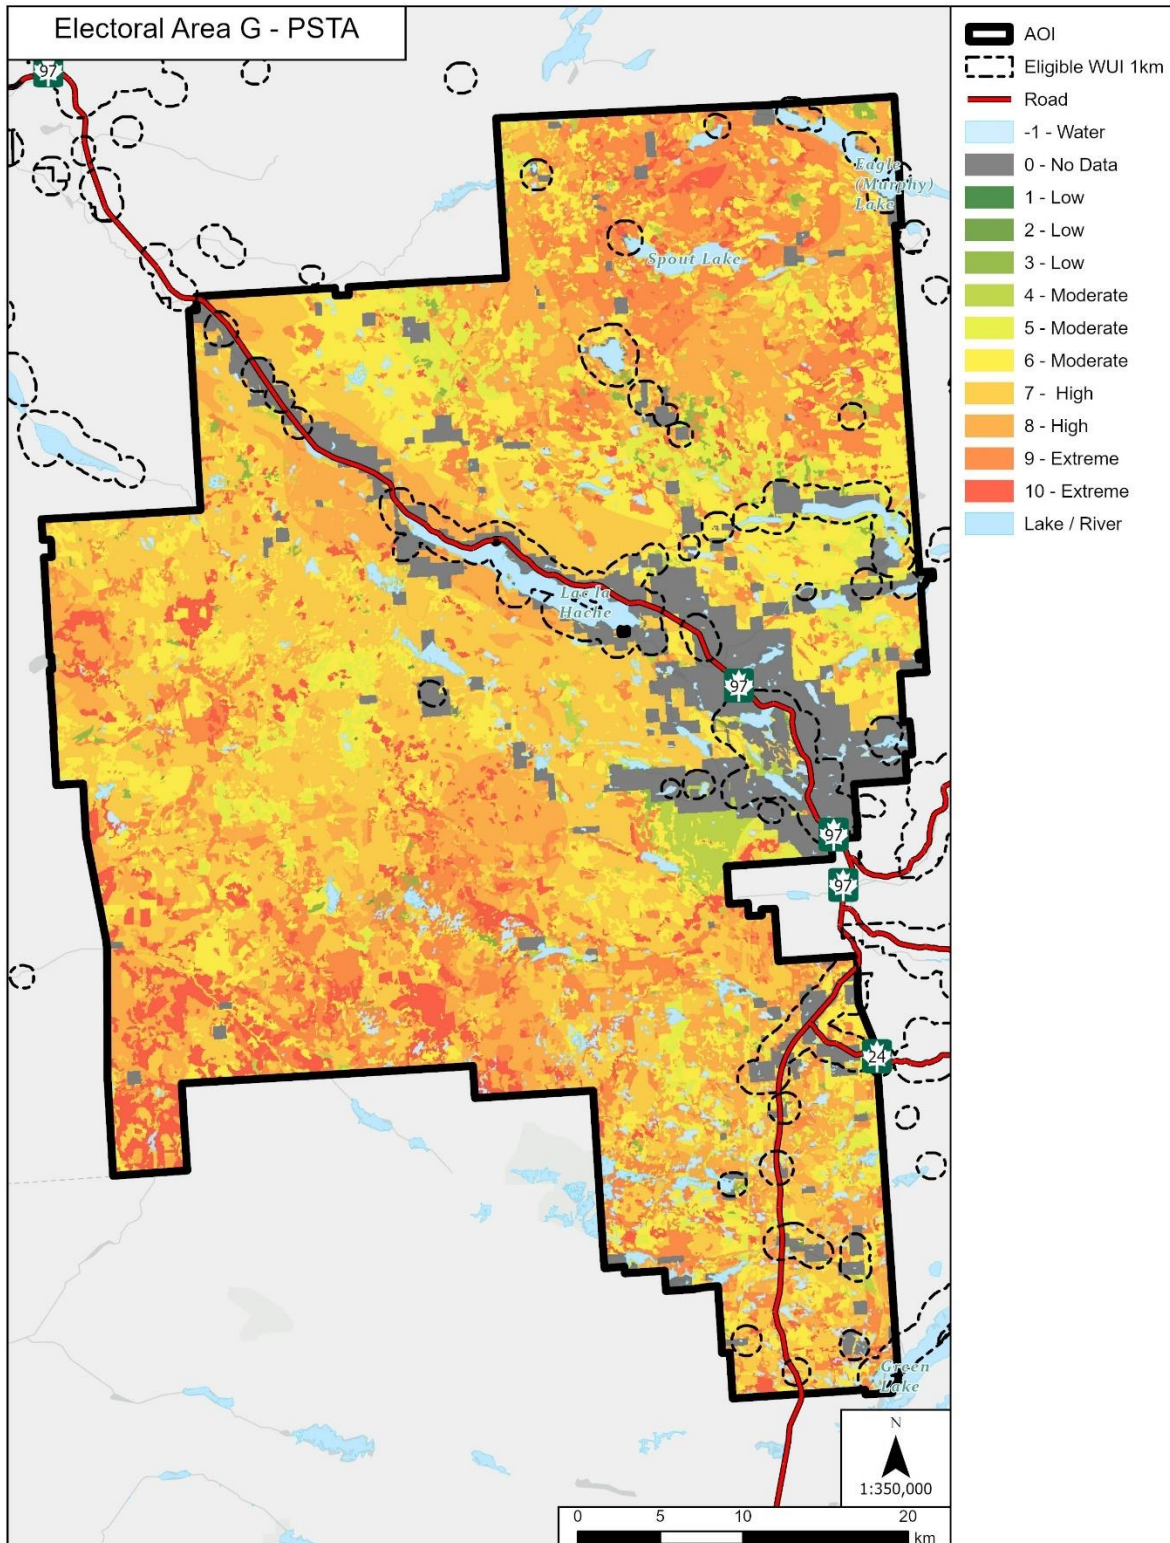 Electoral Area G - PSTA
97
Eagle
(Murphy)
Lake
Spout Lake
Lac la
Hache
97
97
97
24
Green
Lake
N
1:350,000
0 5 10 20
km
AOI
Eligible WUI 1km
Road
-1 - Water
0 - No Data
1 - Low
2 - Low
3 - Low
4 - Moderate
5 - Moderate
6 - Moderate
7 - High
8 - High
9 - Extreme
10 - Extreme
Lake / River